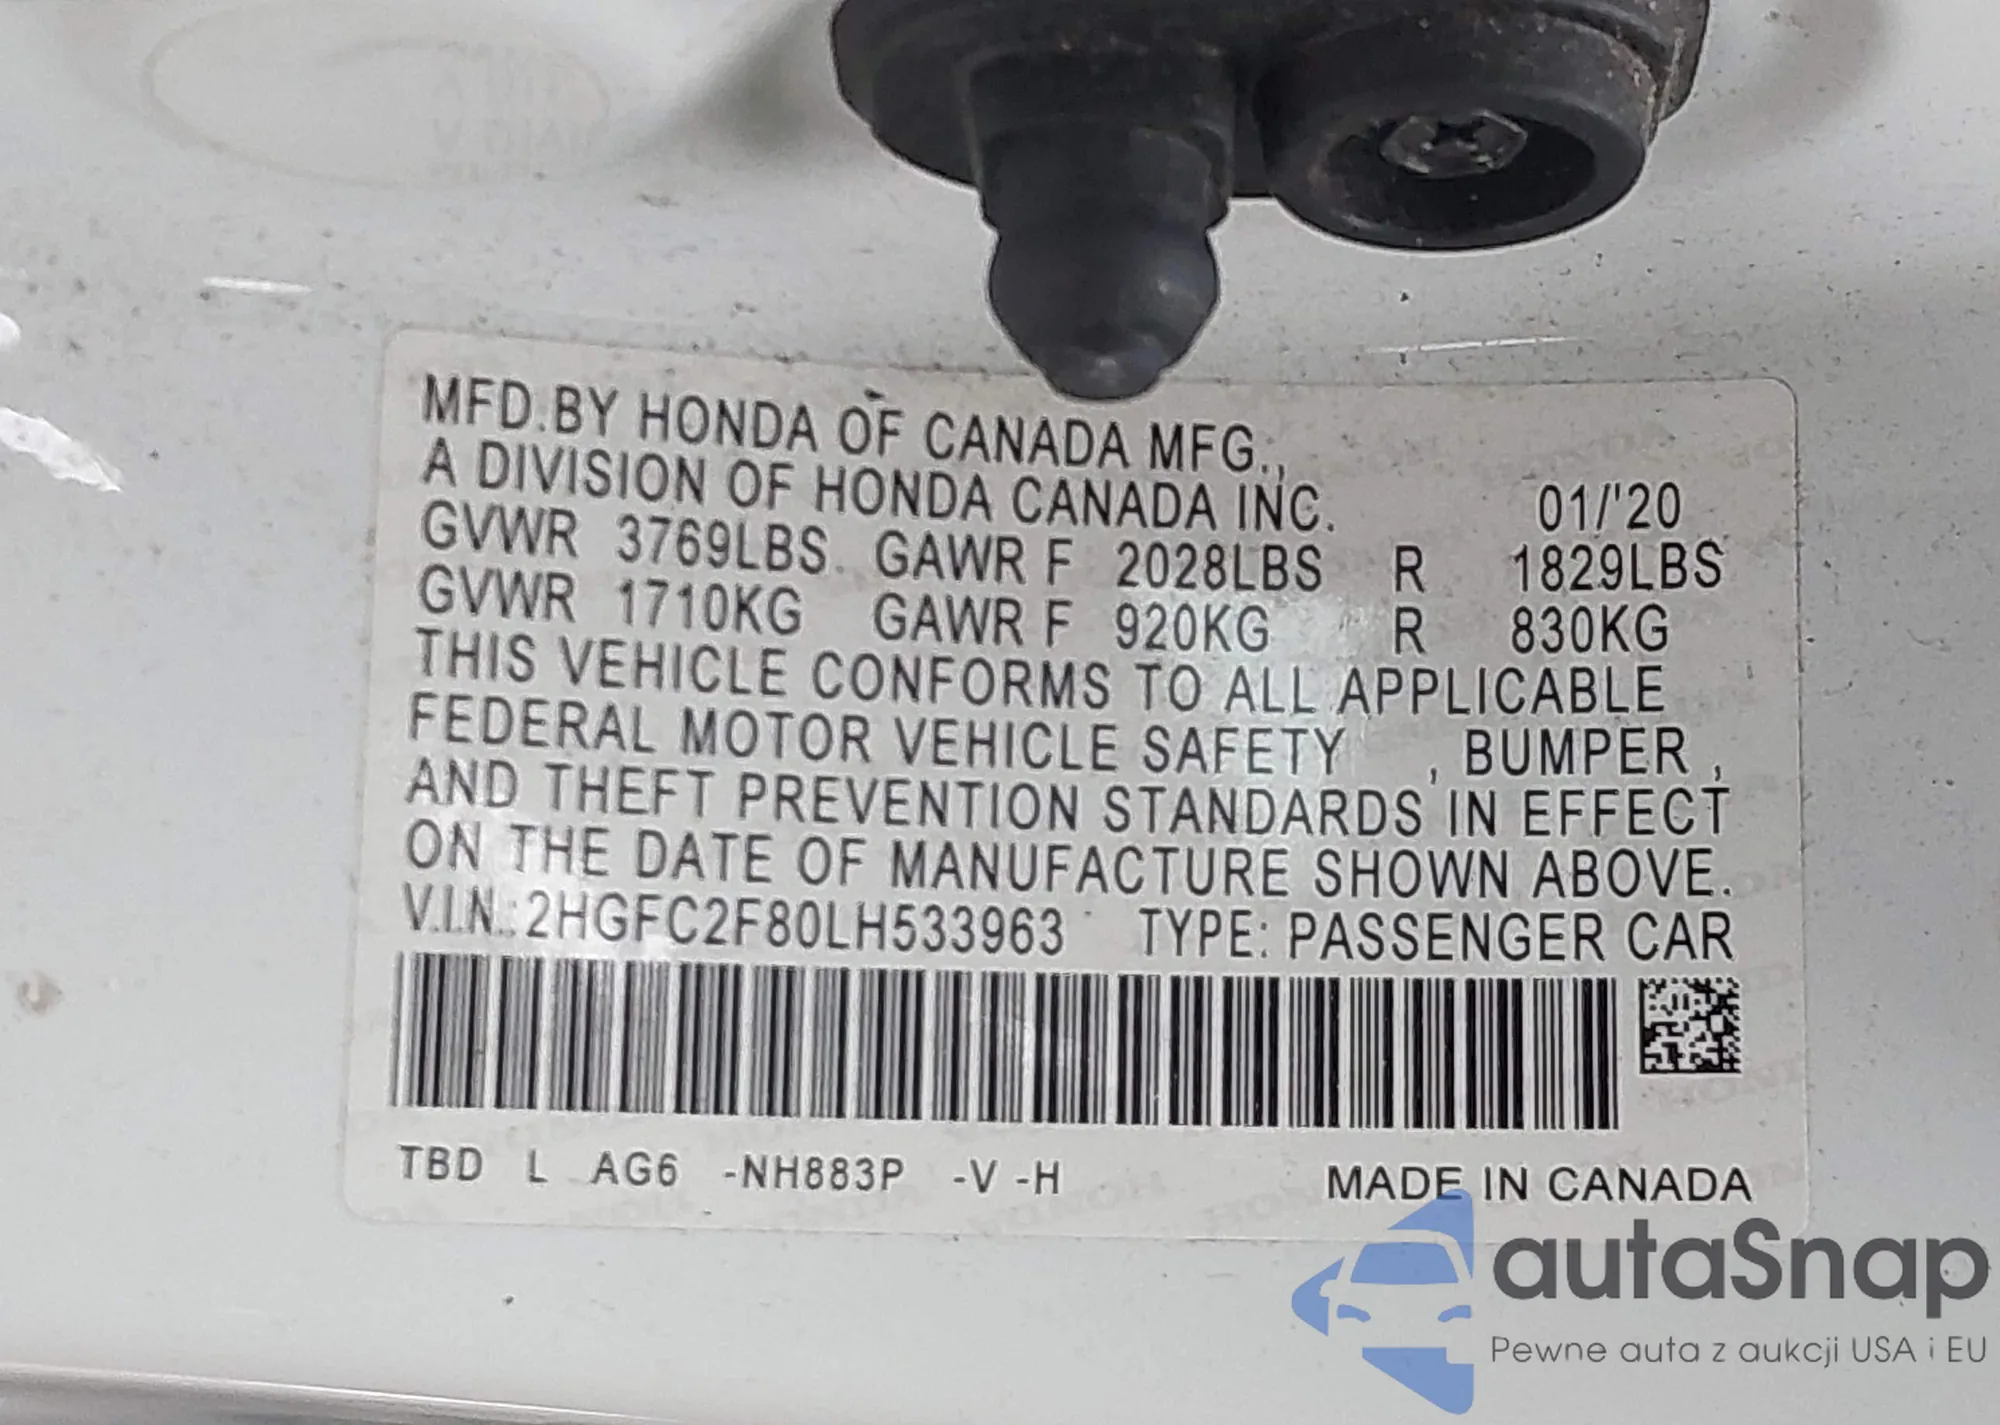 MFD.BY HONDA OF CANADA MFG.,
A DIVISION OF HONDA CANADA INC. 01/'20
GVWR 3769LBS GAWR F 2028LBS R 1829LBS
GVWR 1710KG GAWR F 920KG R 830KG
THIS VEHICLE CONFORMS TO ALL APPLICABLE
FEDERAL MOTOR VEHICLE SAFETY , BUMPER ,
AND THEFT PREVENTION STANDARDS IN EFFECT
ON THE DATE OF MANUFACTURE SHOWN ABOVE.
V.I.N.:2HGFC2F80LH533963 TYPE: PASSENGER CAR
TBD L AG6 -NH883P -V -H MADE IN CANADA
autaSnap
Pewne auta z aukcji USA i EU